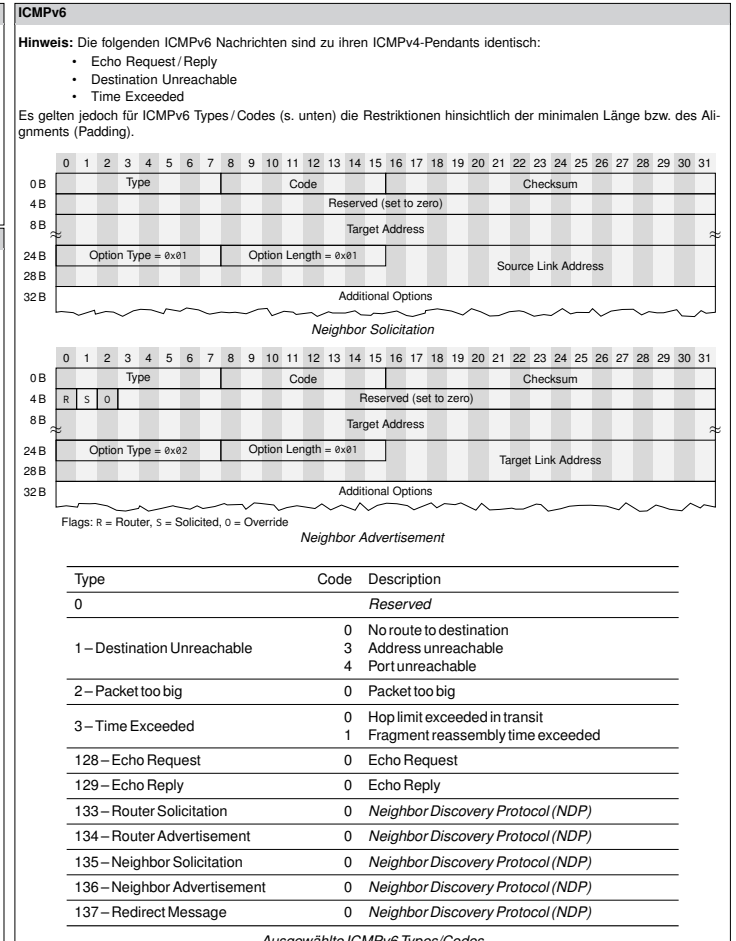 ICMPv6
Hinweis: Die folgenden ICMPv6 Nachrichten sind zu ihren ICMPv4-Pendants identisch:
• Echo Request / Reply
• Destination Unreachable
• Time Exceeded
Es gelten jedoch für ICMPv6 Types / Codes (s. unten) die Restriktionen hinsichtlich der minimalen Länge bzw. des Ali-
gnments (Padding).
0 1 2 3 4 5 6 7 8 9 10 11 12 13 14 15 16 17 18 19 20 21 22 23 24 25 26 27 28 29 30 31
0 B Type Code Checksum
4 B Reserved (set to zero)
8 B Target Address
24 B Option Type = 0x01 Option Length = 0x01 Source Link Address
28 B
32 B Additional Options
Neighbor Solicitation
0 1 2 3 4 5 6 7 8 9 10 11 12 13 14 15 16 17 18 19 20 21 22 23 24 25 26 27 28 29 30 31
0 B Type Code Checksum
4 B R S O Reserved (set to zero)
8 B Target Address
24 B Option Type = 0x02 Option Length = 0x01 Target Link Address
28 B
32 B Additional Options
Flags: R = Router, S = Solicited, O = Override
Neighbor Advertisement
Type Code Description
0 Reserved
1 – Destination Unreachable 0 No route to destination
3 Address unreachable
4 Port unreachable
2 – Packet too big 0 Packet too big
3 – Time Exceeded 0 Hop limit exceeded in transit
1 Fragment reassembly time exceeded
128 – Echo Request 0 Echo Request
129 – Echo Reply 0 Echo Reply
133 – Router Solicitation 0 Neighbor Discovery Protocol (NDP)
134 – Router Advertisement 0 Neighbor Discovery Protocol (NDP)
135 – Neighbor Solicitation 0 Neighbor Discovery Protocol (NDP)
136 – Neighbor Advertisement 0 Neighbor Discovery Protocol (NDP)
137 – Redirect Message 0 Neighbor Discovery Protocol (NDP)
Ausgewählte ICMPv6 Types/Codes